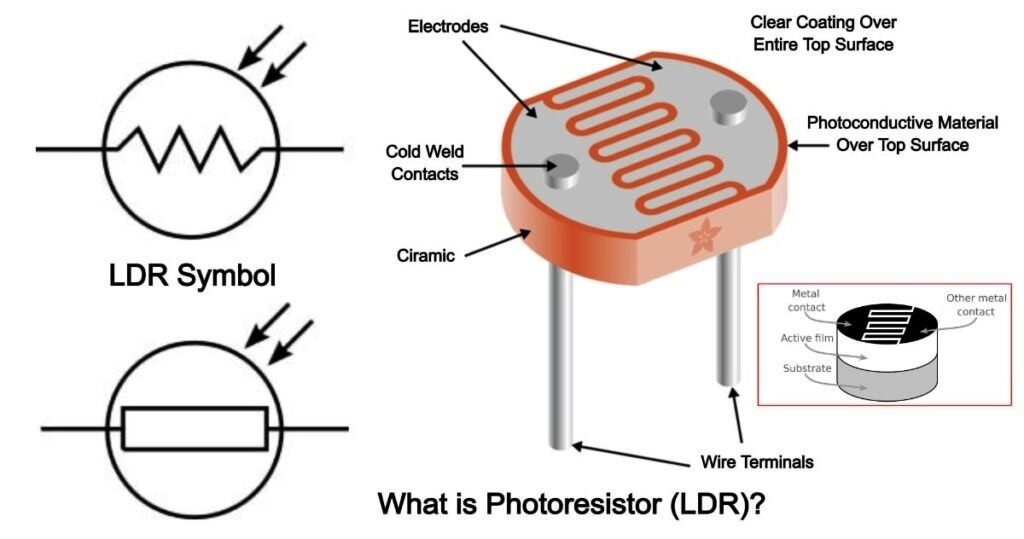 Electrodes
Clear Coating Over
Entire Top Surface
Photoconductive Material
Over Top Surface
Cold Weld
Contacts
Ciramic
LDR Symbol
Metal
contact
Other metal
contact
Active film
Substrate
Wire Terminals
What is Photoresistor (LDR)?